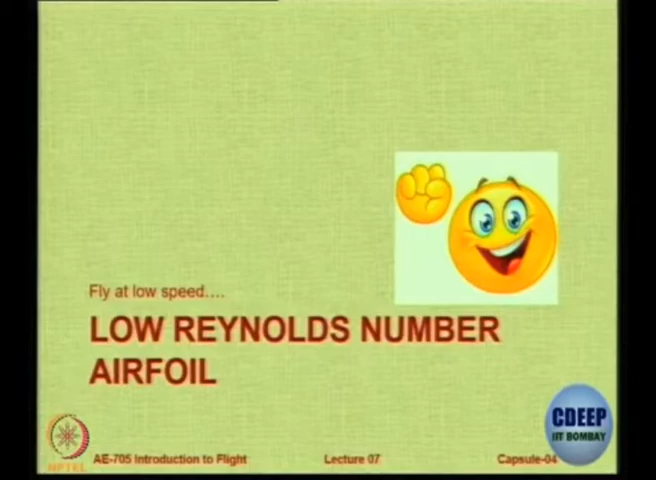 Fly at low speed....
LOW REYNOLDS NUMBER
AIRFOIL
CDEEP
IIT BOMBAY
NPTEL
AE-705 Introduction to Flight
Lecture 07
Capsule-04